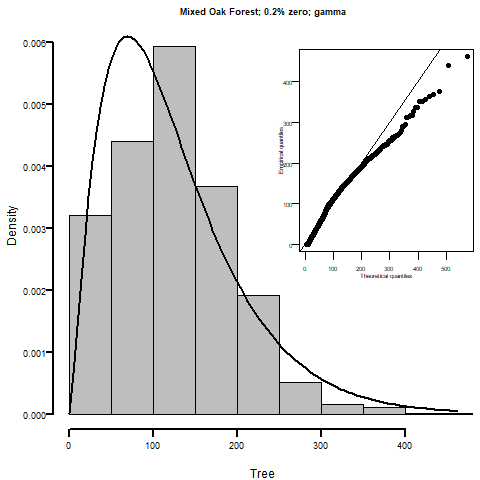 Mixed Oak Forest; 0.2% zero; gamma
0.006
0.005
0.004
0.003
0.002
0.001
0.000
Density
0 100 200 300 400
Tree
400
300
200
100
0
Empirical quantiles
0 100 200 300 400 500
Theoretical quantiles